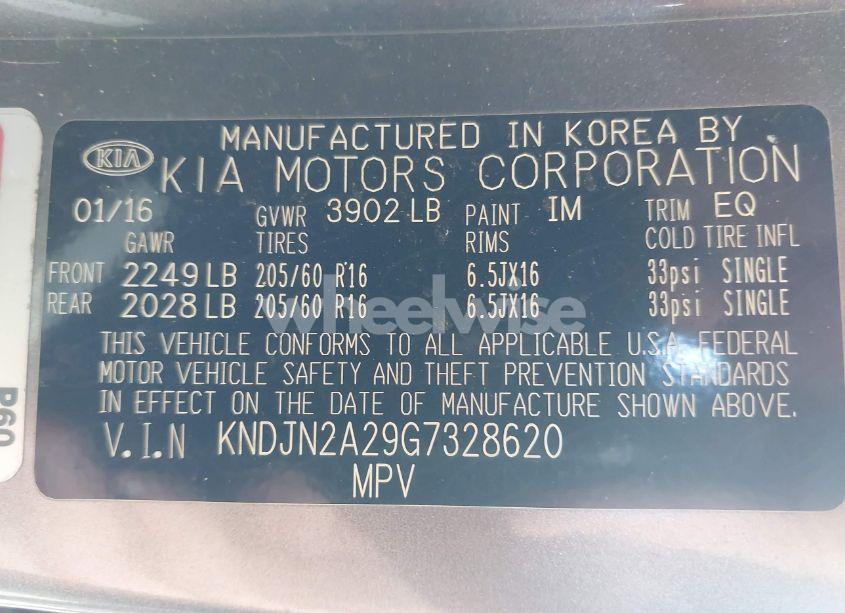 MANUFACTURED IN KOREA BY
KIA KIA MOTORS CORPORATION
01/16 GVWR 3902 LB PAINT IM TRIM EQ
GAWR TIRES RIMS COLD TIRE INFL
FRONT 2249 LB 205/60 R16 6.5JX16 33psi SINGLE
REAR 2028 LB 205/60 R16 6.5JX16 33psi SINGLE
wheelwise
THIS VEHICLE CONFORMS TO ALL APPLICABLE U.S.A. FEDERAL
MOTOR VEHICLE SAFETY AND THEFT PREVENTION STANDARDS
IN EFFECT ON THE DATE OF MANUFACTURE SHOWN ABOVE.
V.I.N KNDJN2A29G7328620
MPV